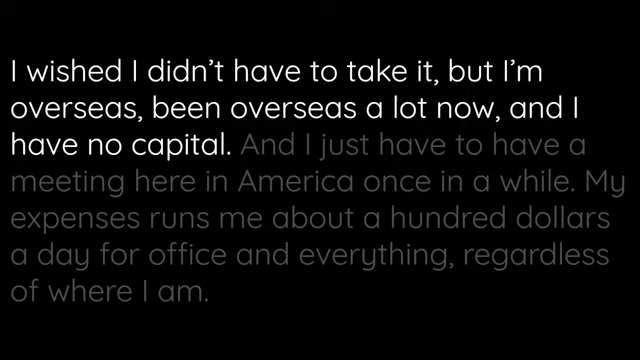 I wished I didn’t have to take it, but I’m
overseas, been overseas a lot now, and I
have no capital. And I just have to have a
meeting here in America once in a while. My
expenses runs me about a hundred dollars
a day for office and everything, regardless
of where I am.